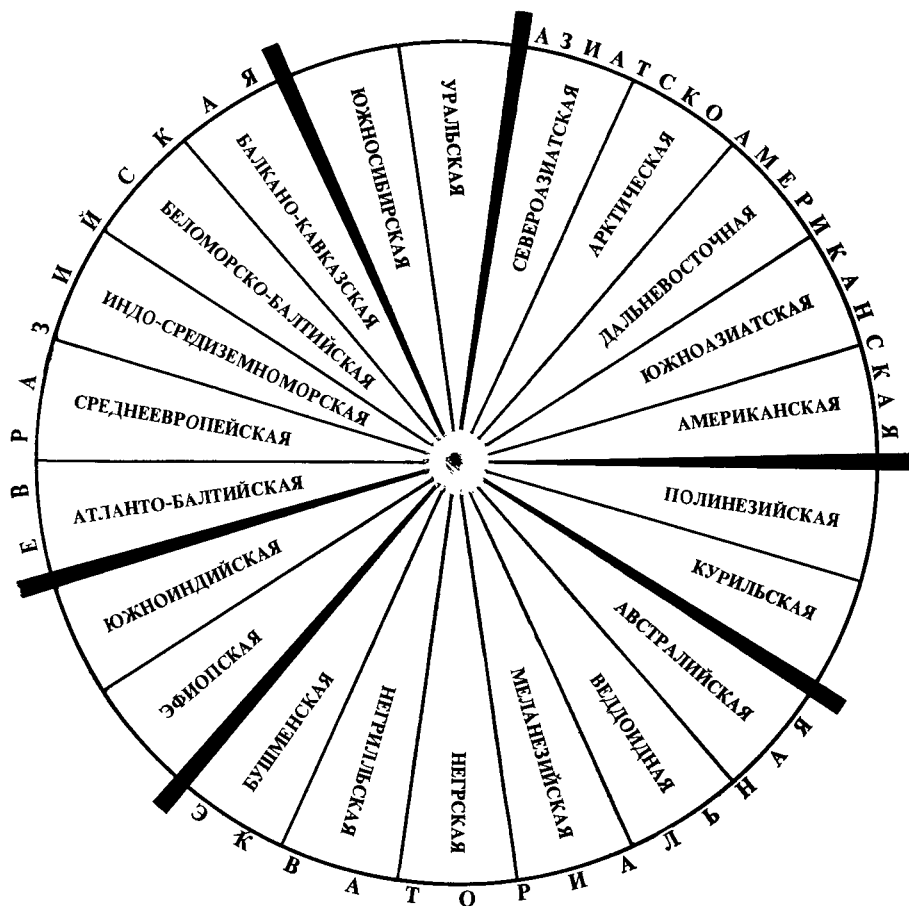 АЗИАТСКОАМЕРИКАНСКАЯ
ЭКВАТОРИАЛЬНАЯ
ЕВРАЗИЙСКАЯ
УРАЛЬСКАЯ
СЕВЕРОАЗИАТСКАЯ
АРКТИЧЕСКАЯ
ДАЛЬНЕВОСТОЧНАЯ
ЮЖНОАЗИАТСКАЯ
АМЕРИКАНСКАЯ
ПОЛИНЕЗИЙСКАЯ
КУРИЛЬСКАЯ
АВСТРАЛИЙСКАЯ
ВЕДДОИДНАЯ
МЕЛАНЕЗИЙСКАЯ
НЕГРСКАЯ
НЕГРИЛЛЬСКАЯ
БУШМЕНСКАЯ
ЭФИОПСКАЯ
ЮЖНОИНДИЙСКАЯ
АТЛАНТО-БАЛТИЙСКАЯ
СРЕДНЕЕВРОПЕЙСКАЯ
ИНДО-СРЕДИЗЕМНОМОРСКАЯ
БЕЛОМОРСКО-БАЛТИЙСКАЯ
БАЛКАНО-КАВКАЗСКАЯ
ЮЖНОСИБИРСКАЯ